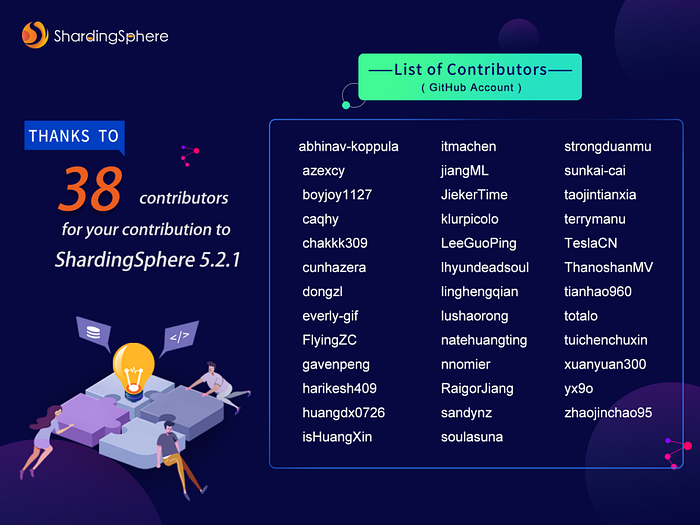 ShardingSphere
List of Contributors
( GitHub Account )
THANKS TO
38 contributors
for your contribution to
ShardingSphere 5.2.1
</>
abhinav-koppula
azexcy
boyjoy1127
caqhy
chakkk309
cunhazera
dongzl
everly-gif
FlyingZC
gavenpeng
harikesh409
huangdx0726
isHuangXin
itmachen
jiangML
JiekerTime
klurpicolo
LeeGuoPing
lhyundeadsoul
linghengqian
lushaorong
natehuangting
nnomier
RaigorJiang
sandynz
soulasuna
strongduanmu
sunkai-cai
taojintianxia
terrymanu
TeslaCN
ThanoshanMV
tianhao960
totalo
tuichenchuxin
xuanyuan300
yx9o
zhaojinchao95